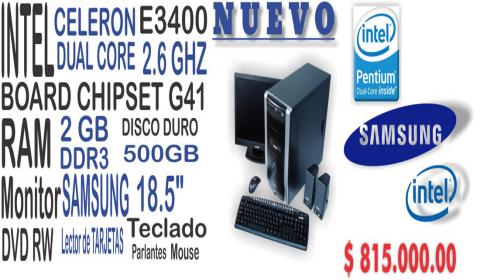 INTEL CELERON E3400
DUAL CORE 2.6 GHZ
BOARD CHIPSET G41
RAM 2 GB DDR3 DISCO DURO 500GB
Monitor SAMSUNG 18.5"
DVD RW Lector de TARJETAS Teclado
Parlantes Mouse
NUEVO
intel
Pentium
Dual-Core inside
SAMSUNG
intel
$ 815.000.00